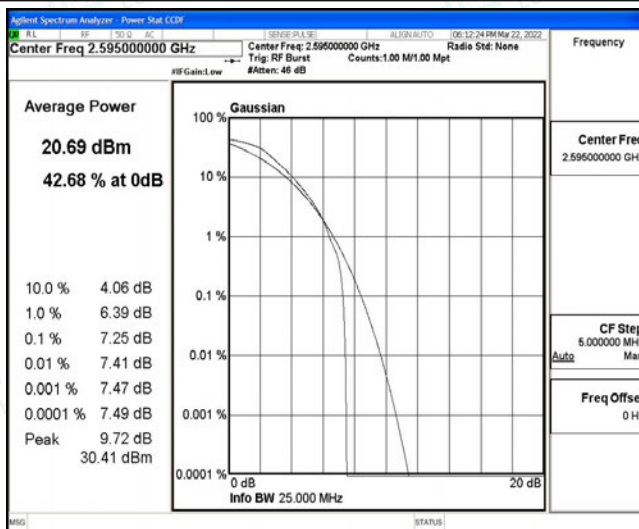 Agilent Spectrum Analyzer - Power Stat CCDF
RL RF 50 Ω AC SENSE:PULSE ALIGN AUTO 06:12:24 PM Mar 22, 2022
Center Freq 2.595000000 GHz
Center Freq: 2.595000000 GHz Radio Std: None
Trig: RF Burst Counts:1.00 M/1.00 Mpt
#IFGain:Low #Atten: 46 dB
Frequency
Average Power
20.69 dBm
42.68 % at 0dB
10.0 % 4.06 dB
1.0 % 6.39 dB
0.1 % 7.25 dB
0.01 % 7.41 dB
0.001 % 7.47 dB
0.0001 % 7.49 dB
Peak 9.72 dB
30.41 dBm
Gaussian
100 %
10 %
1 %
0.1 %
0.01 %
0.001 %
0.0001 %
0 dB 20 dB
Info BW 25.000 MHz
Center Fre
2.595000000 GH
CF Step
5.000000 MH
Auto Ma
Freq Offse
0 H
MSG STATUS